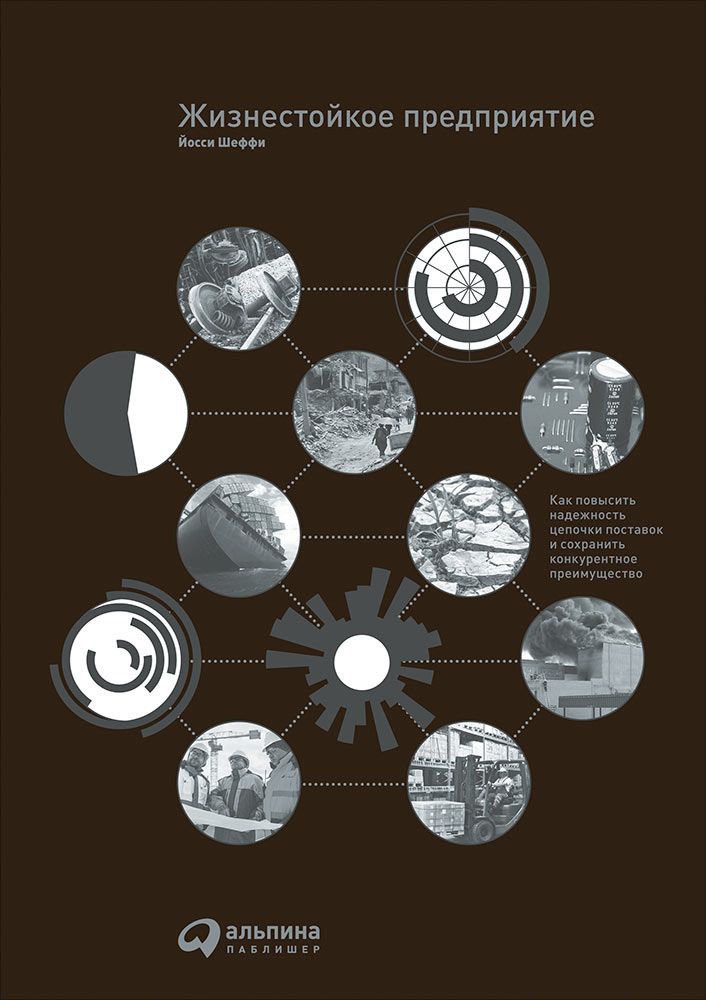 Жизнестойкое предприятие
Йосси Шеффи
Как повысить
надежность
цепочки поставок
и сохранить
конкурентное
преимущество
альпина
ПАБЛИШЕР